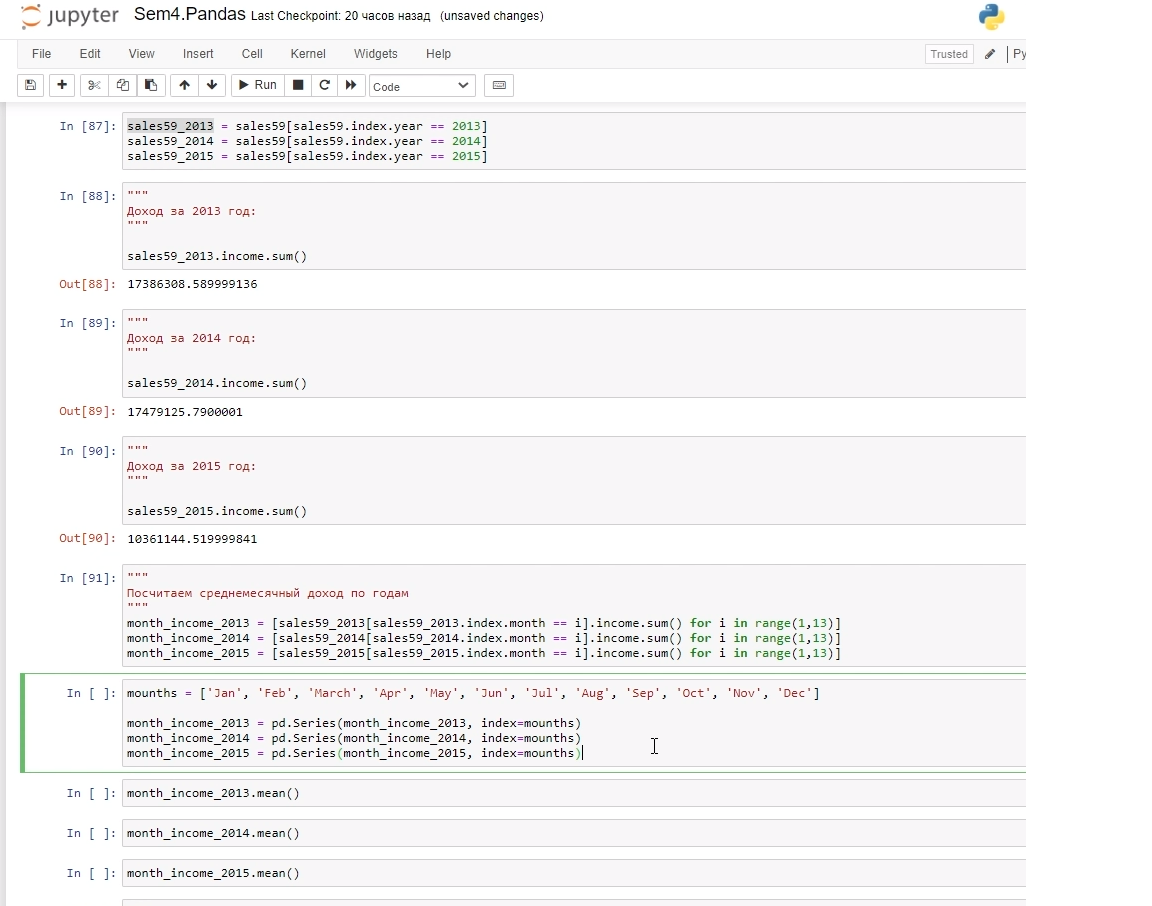 jupyter Sem4.Pandas Last Checkpoint: 20 часов назад (unsaved changes)
File Edit View Insert Cell Kernel Widgets Help Trusted Py
Run Code
In [87]: sales59_2013 = sales59[sales59.index.year == 2013]
sales59_2014 = sales59[sales59.index.year == 2014]
sales59_2015 = sales59[sales59.index.year == 2015]
In [88]: """
Доход за 2013 год:
"""
sales59_2013.income.sum()
Out[88]: 17386308.589999136
In [89]: """
Доход за 2014 год:
"""
sales59_2014.income.sum()
Out[89]: 17479125.7900001
In [90]: """
Доход за 2015 год:
"""
sales59_2015.income.sum()
Out[90]: 10361144.519999841
In [91]: """
Посчитаем среднемесячный доход по годам
"""
month_income_2013 = [sales59_2013[sales59_2013.index.month == i].income.sum() for i in range(1,13)]
month_income_2014 = [sales59_2014[sales59_2014.index.month == i].income.sum() for i in range(1,13)]
month_income_2015 = [sales59_2015[sales59_2015.index.month == i].income.sum() for i in range(1,13)]
In [ ]: mounths = ['Jan', 'Feb', 'March', 'Apr', 'May', 'Jun', 'Jul', 'Aug', 'Sep', 'Oct', 'Nov', 'Dec']
month_income_2013 = pd.Series(month_income_2013, index=mounths)
month_income_2014 = pd.Series(month_income_2014, index=mounths)
month_income_2015 = pd.Series(month_income_2015, index=mounths)
In [ ]: month_income_2013.mean()
In [ ]: month_income_2014.mean()
In [ ]: month_income_2015.mean()